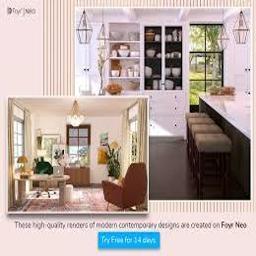 Foyr Neo
These high-quality renders of modern contemporary designs are created on Foyr Neo
Try Free for 14 days